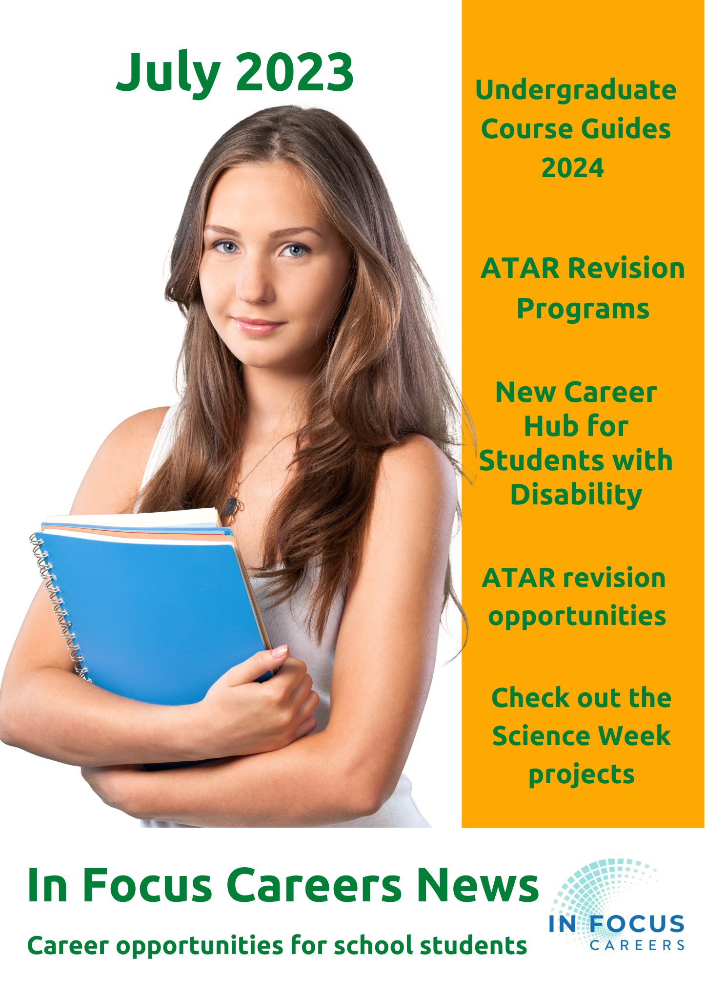 July 2023
Undergraduate
Course Guides
2024
ATAR Revision
Programs
New Career
Hub for
Students with
Disability
ATAR revision
opportunities
Check out the
Science Week
projects
In Focus Careers News
Career opportunities for school students
IN FOCUS
CAREERS